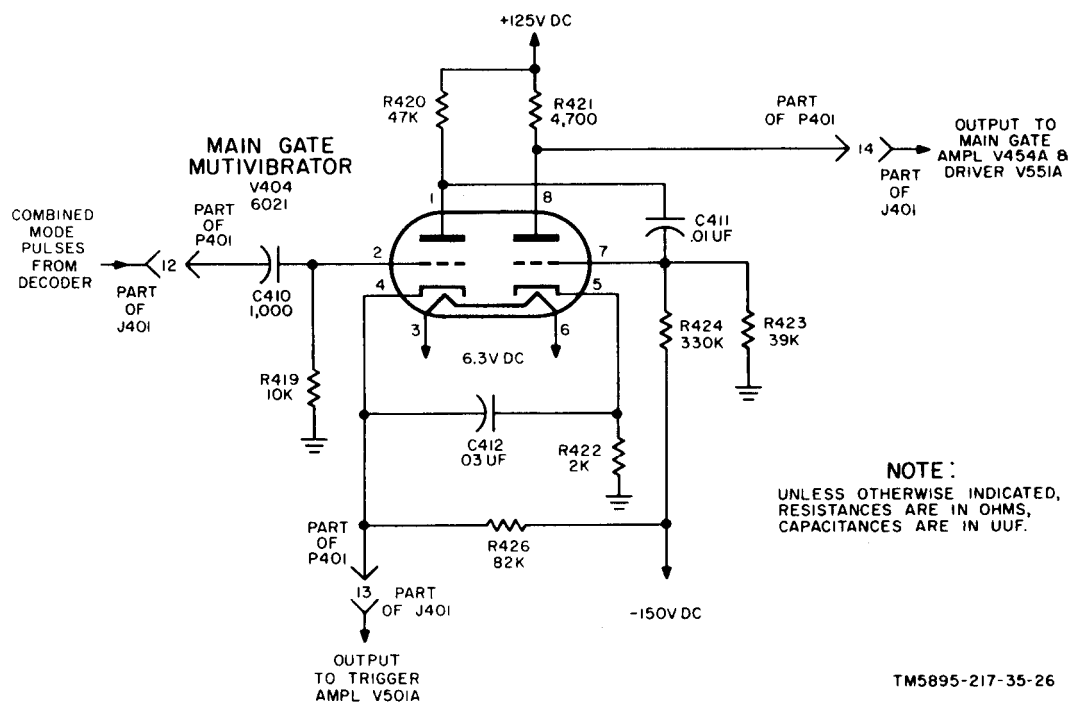 +125V DC
R420
47K
R421
4,700
PART
OF P401
14
OUTPUT TO
MAIN GATE
AMPL V454A &
DRIVER V551A
PART
OF
J401
MAIN GATE
MUTIVIBRATOR
V404
6021
1
8
COMBINED
MODE
PULSES
FROM
DECODER
PART
OF
P401
12
PART
OF
J401
C410
1,000
2
4
7
5
3
6
C411
.01UF
6.3V DC
R424
330K
R423
39K
R419
10K
C412
.03UF
R422
2K
NOTE:
UNLESS OTHERWISE INDICATED,
RESISTANCES ARE IN OHMS,
CAPACITANCES ARE IN UUF.
PART
OF
P401
R426
82K
13
PART
OF J401
-150V DC
OUTPUT
TO TRIGGER
AMPL V501A
TM5895-217-35-26